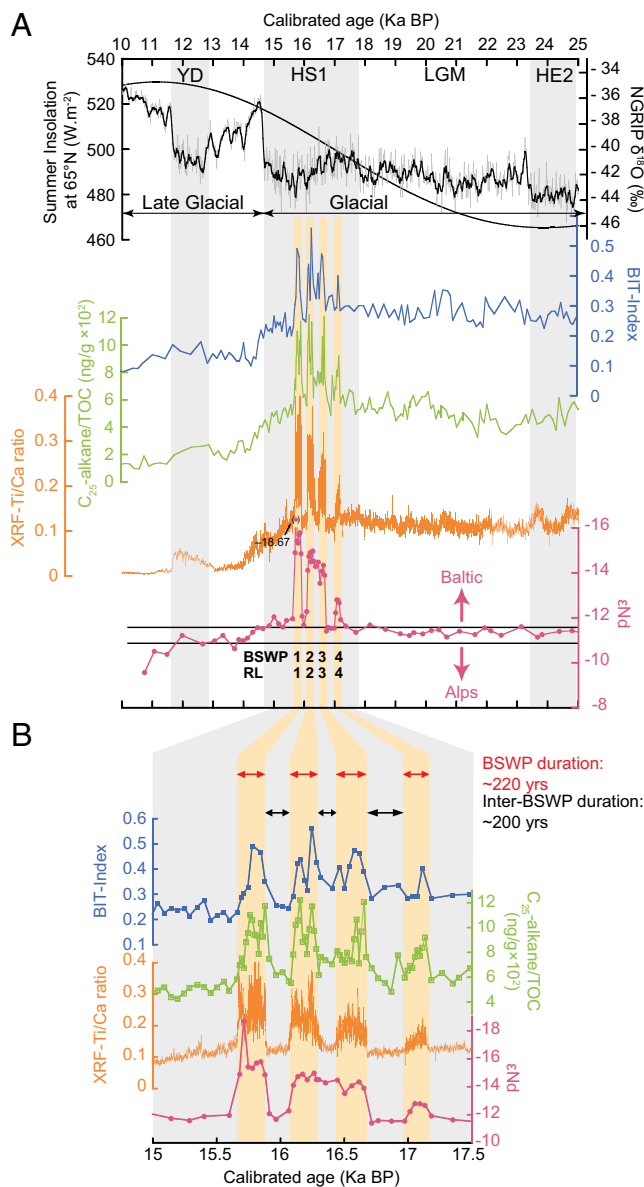 Calibrated age (Ka BP)
A
10 11 12 13 14 15 16 17 18 19 20 21 22 23 24 25
YD HS1 LGM HE2
Summer Insolation
at 65°N (W.m-2)
540
520
500
480
460
NGRIP δ18O (‰)
-34
-36
-38
-40
-42
-44
-46
Late Glacial Glacial
BIT-Index
0.5
0.4
0.3
0.2
0.1
0
C25-alkane/TOC (ng/g ×10²)
12
10
8
6
4
2
0
XRF-Ti/Ca ratio
0.4
0.3
0.2
0.1
0
-18.67
εNd
-16
-14
-12
-10
-8
Baltic
Alps
BSWP 1 2 3 4
RL 1 2 3 4
B
BSWP duration:
~220 yrs
Inter-BSWP duration:
~200 yrs
BIT-Index
0.6
0.5
0.4
0.3
0.2
0.1
C25-alkane/TOC
(ng/g×10²)
12
10
8
6
4
XRF-Ti/Ca ratio
0.4
0.3
0.2
0.1
0
εNd
-18
-16
-14
-12
-10
15 15.5 16 16.5 17 17.5
Calibrated age (Ka BP)